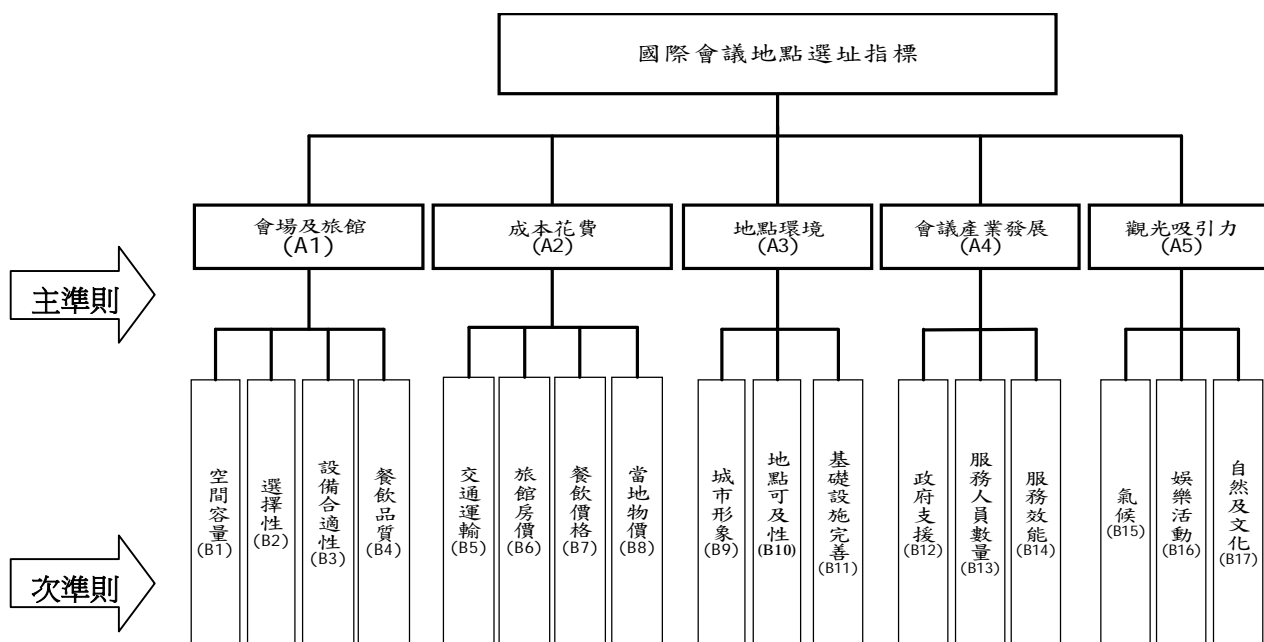 國際會議地點選址指標
會場及旅館
(A1)
成本花費
(A2)
地點環境
(A3)
會議產業發展
(A4)
觀光吸引力
(A5)
主準則
空間容量
(B1)
選擇性
(B2)
設備合適性
(B3)
餐飲品質
(B4)
交通運輸
(B5)
旅館房價
(B6)
餐飲價格
(B7)
當地物價
(B8)
城市形象
(B9)
地點可及性
(B10)
基礎設施完善
(B11)
政府支援
(B12)
服務人員數量
(B13)
服務效能
(B14)
氣候
(B15)
娛樂活動
(B16)
自然及文化
(B17)
次準則